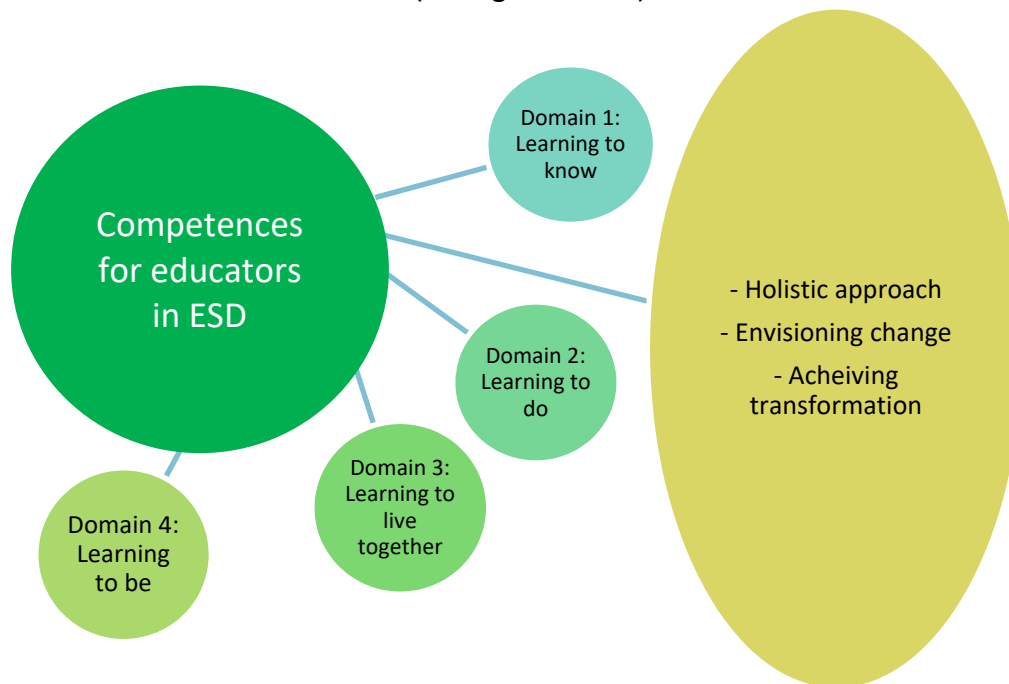 Competences
for educators
in ESD
Domain 1:
Learning to
know
- Holistic approach
- Envisioning change
- Acheiving
transformation
Domain 2:
Learning to
do
Domain 3:
Learning to
live
together
Domain 4:
Learning
to be